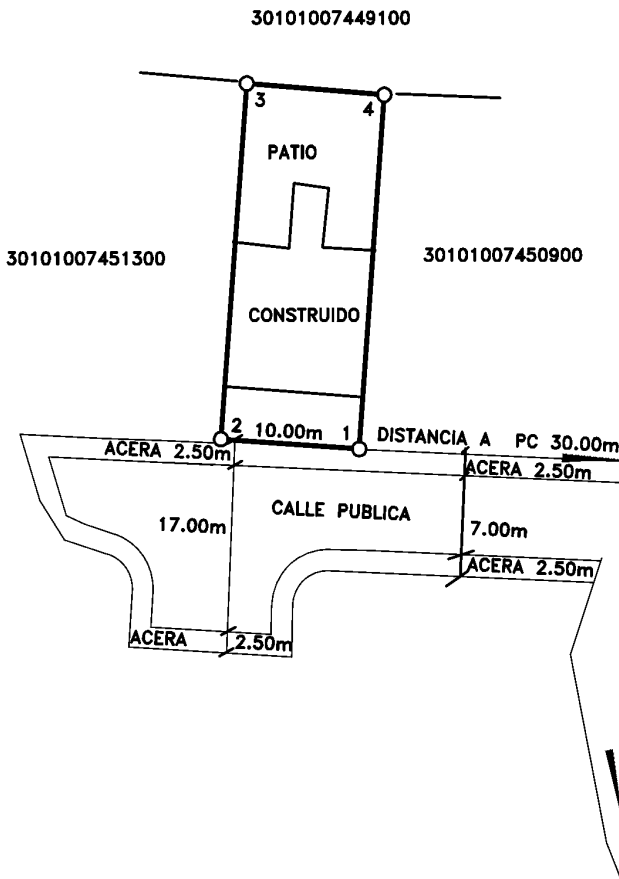 30101007449100
3
4
PATIO
30101007451300
30101007450900
CONSTRUIDO
2 10.00m 1
DISTANCIA A PC 30.00m
ACERA 2.50m
ACERA 2.50m
CALLE PUBLICA
17.00m
7.00m
ACERA 2.50m
ACERA 2.50m